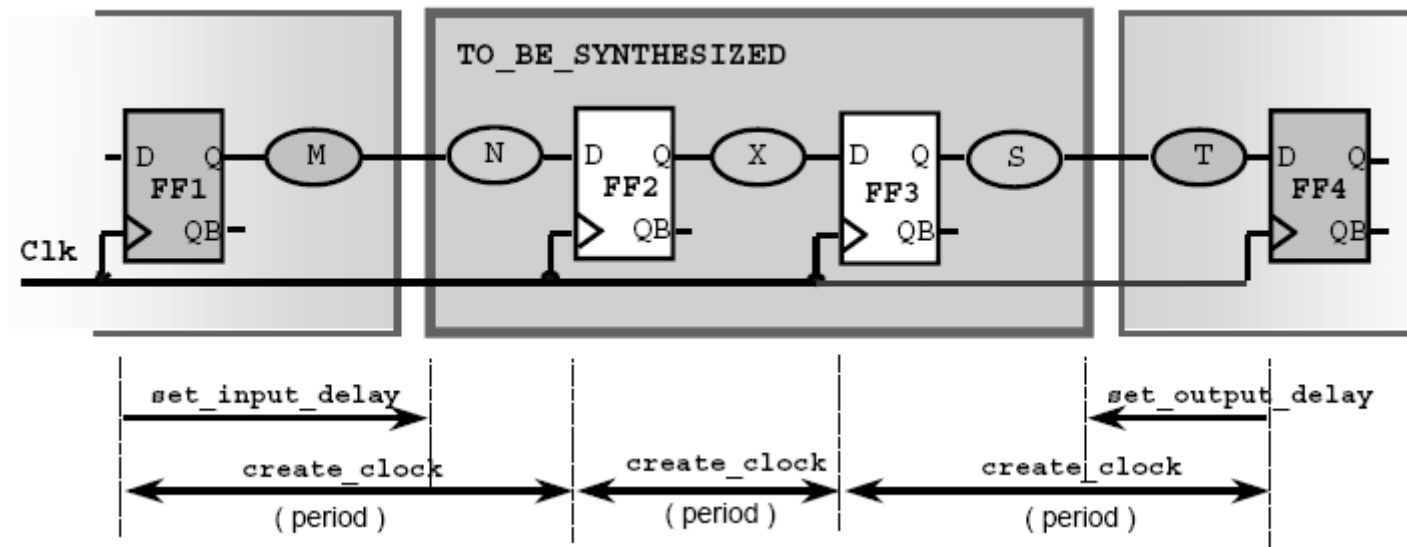 TO_BE_SYNTHESIZED
D Q M N D Q X D Q S T D Q
FF1 FF2 FF3 FF4
QB QB QB QB
Clk
set_input_delay set_output_delay
create_clock create_clock create_clock
( period ) ( period ) ( period )